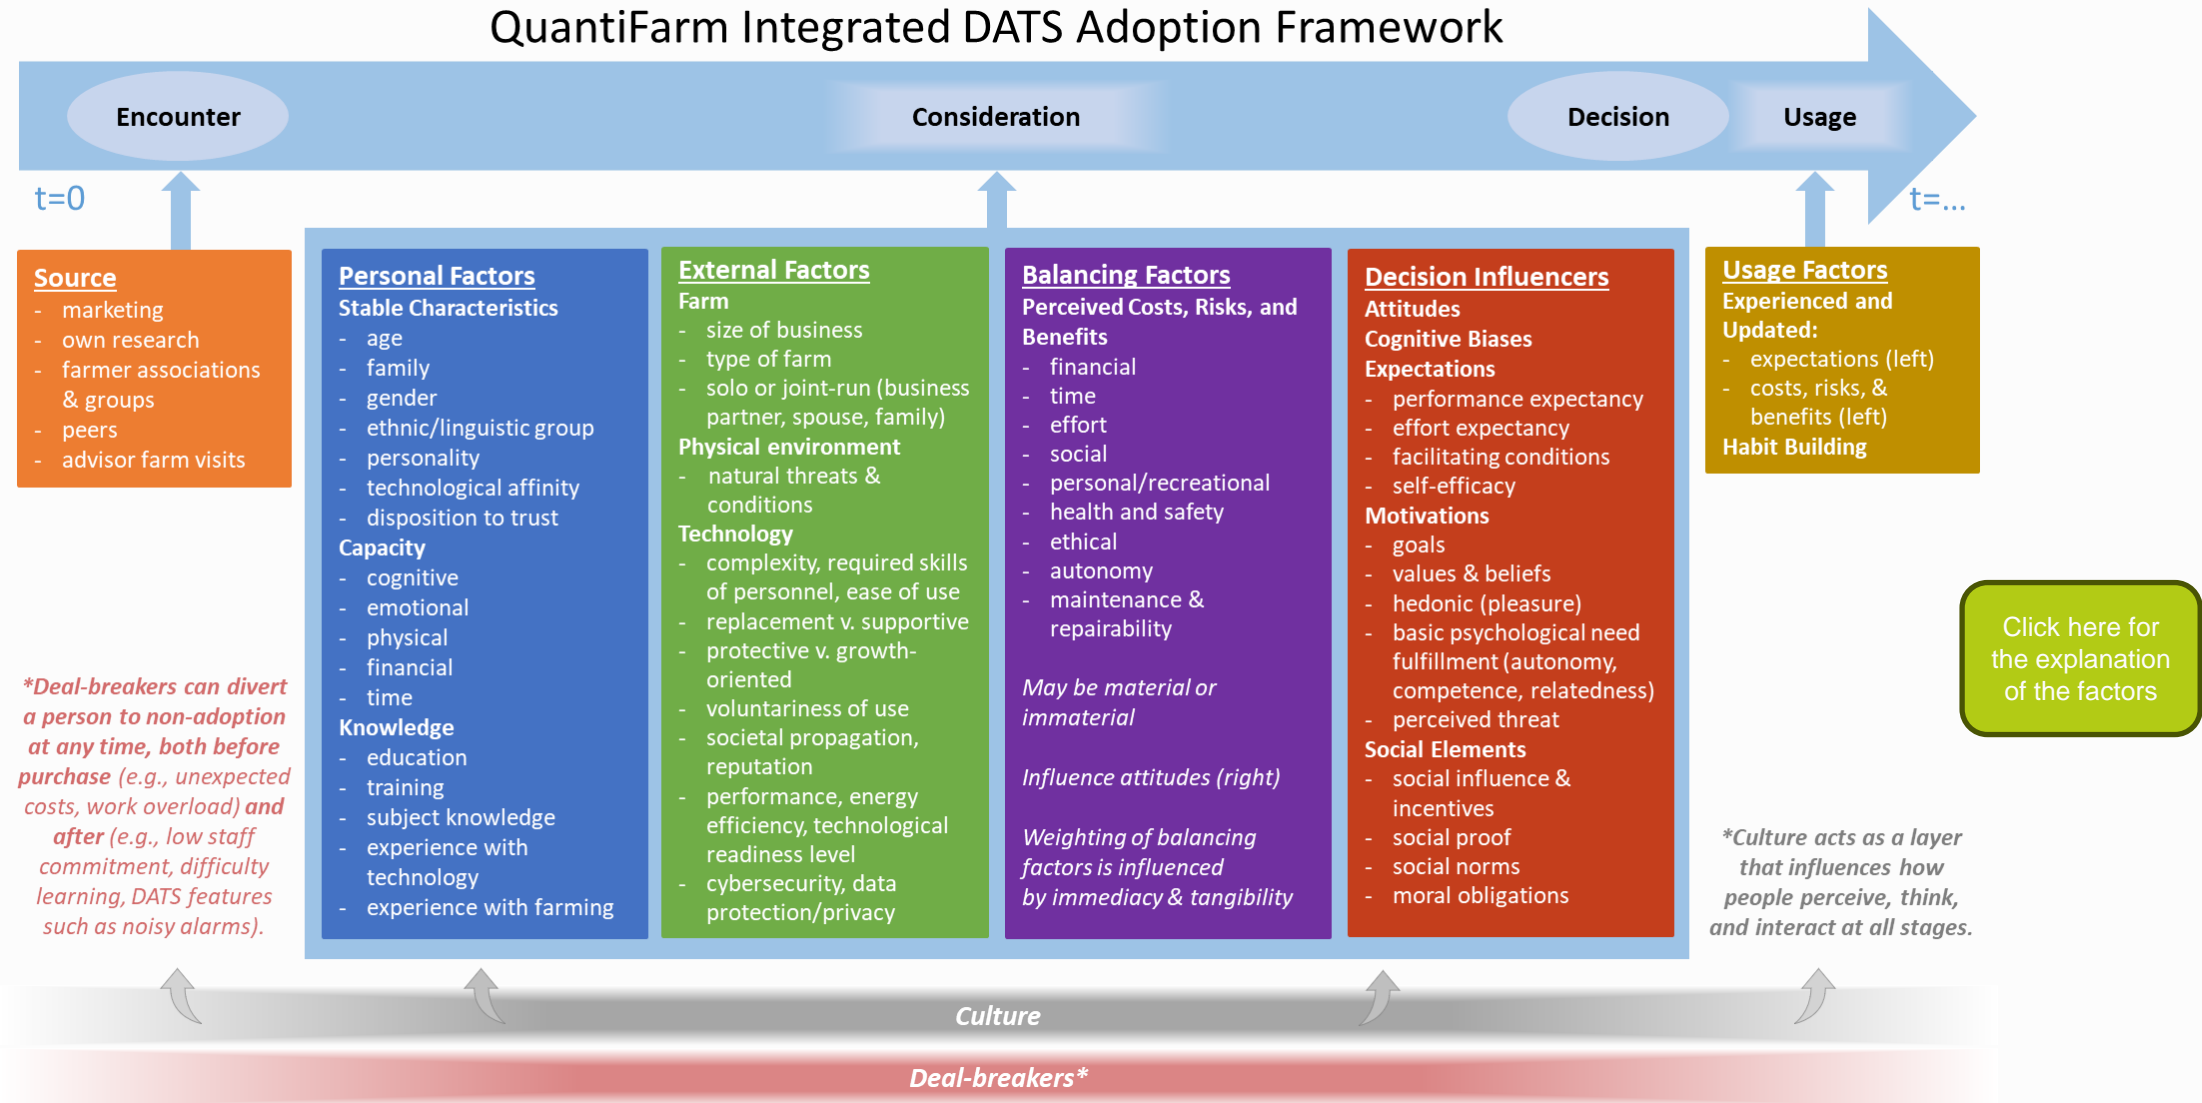 QuantiFarm Integrated DATS Adoption Framework
Encounter
Consideration
Decision
Usage
t=0
t=...
Source
- marketing
- own research
- farmer associations
& groups
- peers
- advisor farm visits
Personal Factors
Stable Characteristics
- age
- family
- gender
- ethnic/linguistic group
- personality
- technological affinity
- disposition to trust
Capacity
- cognitive
- emotional
- physical
- financial
- time
Knowledge
- education
- training
- subject knowledge
- experience with
technology
- experience with farming
External Factors
Farm
- size of business
- type of farm
- solo or joint-run (business
partner, spouse, family)
Physical environment
- natural threats &
conditions
Technology
- complexity, required skills
of personnel, ease of use
- replacement v. supportive
- protective v. growth-
oriented
- voluntariness of use
- societal propagation,
reputation
- performance, energy
efficiency, technological
readiness level
- cybersecurity, data
protection/privacy
Balancing Factors
Perceived Costs, Risks, and
Benefits
- financial
- time
- effort
- social
- personal/recreational
- health and safety
- ethical
- autonomy
- maintenance &
repairability
May be material or
immaterial
Influence attitudes (right)
Weighting of balancing
factors is influenced
by immediacy & tangibility
Decision Influencers
Attitudes
Cognitive Biases
Expectations
- performance expectancy
- effort expectancy
- facilitating conditions
- self-efficacy
Motivations
- goals
- values & beliefs
- hedonic (pleasure)
- basic psychological need
fulfillment (autonomy,
competence, relatedness)
- perceived threat
Social Elements
- social influence &
incentives
- social proof
- social norms
- moral obligations
Usage Factors
Experienced and
Updated:
- expectations (left)
- costs, risks, &
benefits (left)
Habit Building
Click here for
the explanation
of the factors
*Deal-breakers can divert
a person to non-adoption
at any time, both before
purchase (e.g., unexpected
costs, work overload) and
after (e.g., low staff
commitment, difficulty
learning, DATS features
such as noisy alarms).
*Culture acts as a layer
that influences how
people perceive, think,
and interact at all stages.
Culture
Deal-breakers*